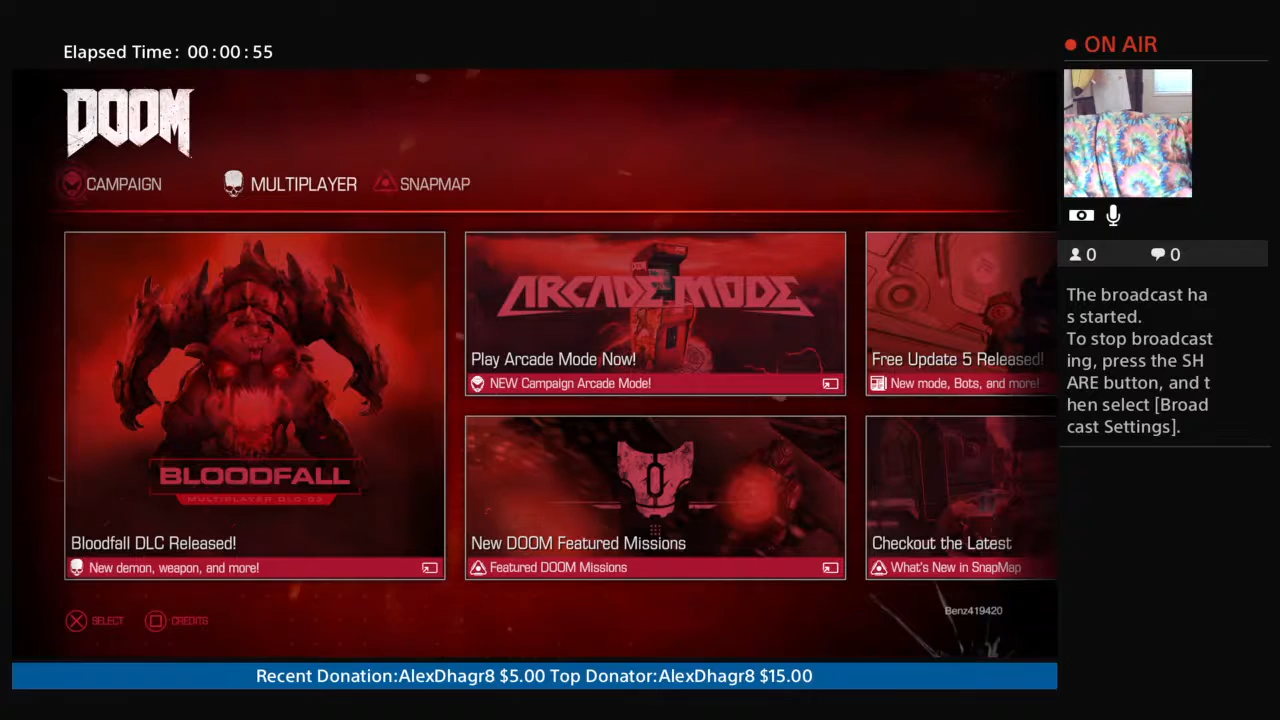 Elapsed Time: 00:00:55
ON AIR
DOOM
CAMPAIGN
MULTIPLAYER
SNAPMAP
BLOODFALL
MULTIPLAYER DLC 03
Bloodfall DLC Released!
New demon, weapon, and more!
ARCADE MODE
Play Arcade Mode Now!
NEW Campaign Arcade Mode!
Free Update 5 Released!
New mode, Bots, and more!
New DOOM Featured Missions
Featured DOOM Missions
Checkout the Latest
What's New in SnapMap
SELECT
CREDITS
Benz419420
0
0
The broadcast ha
s started.
To stop broadcast
ing, press the SH
ARE button, and t
hen select [Broad
cast Settings].
Recent Donation:AlexDhagr8 $5.00 Top Donator:AlexDhagr8 $15.00